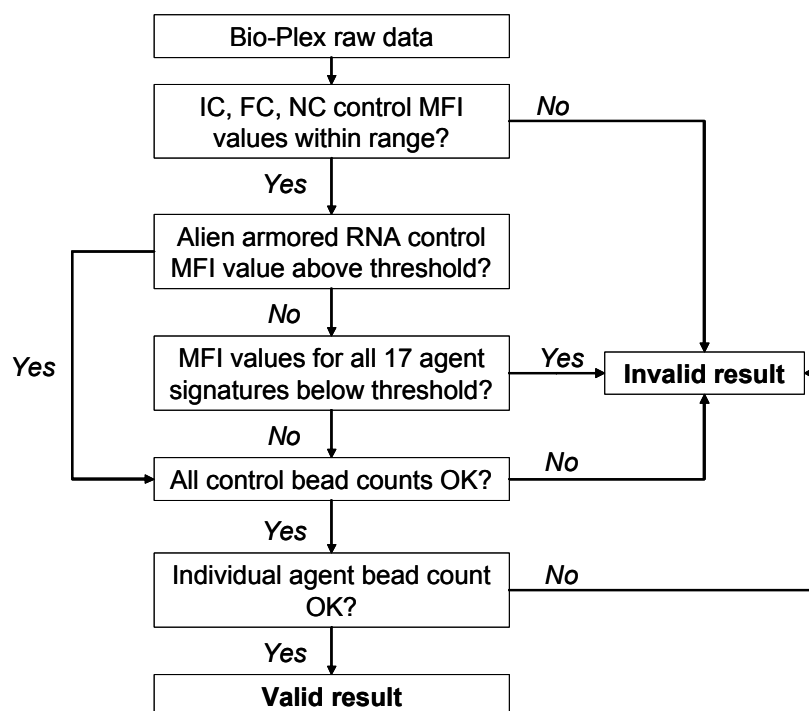 Bio-Plex raw data
IC, FC, NC control MFI
values within range?
No
Yes
Alien armored RNA control
MFI value above threshold?
No
Yes
MFI values for all 17 agent
signatures below threshold?
Yes
Invalid result
No
All control bead counts OK?
No
Yes
Individual agent bead count
OK?
No
Yes
Valid result